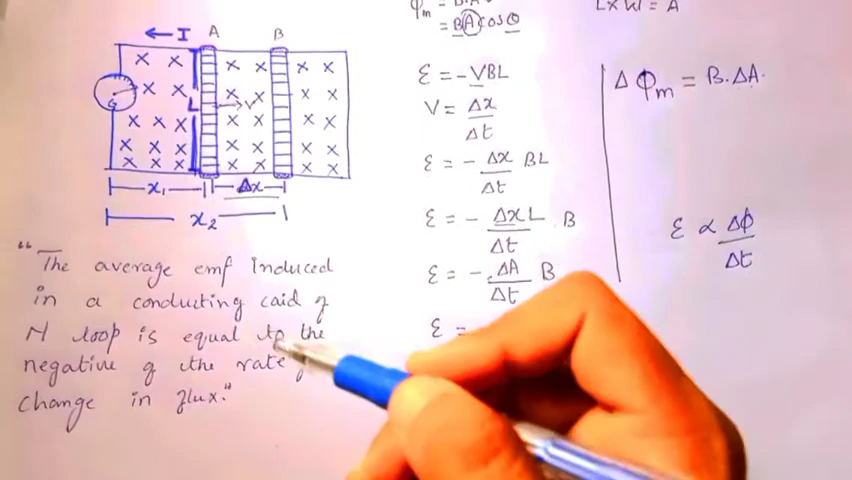 ← I A B
G
L
→ V
x₁ Δx
x₂
" The average emf induced
in a conducting coid of
N loop is equal to the
negative of the rate
change in flux."
= BA cos θ
ε = -VBL
V = Δx/Δt
ε = - Δx/Δt BL
ε = - ΔxL/Δt . B
ε = - ΔA/Δt B
ε =
L×W = A
Δφm = B.ΔA.
ε ∝ Δφ/Δt